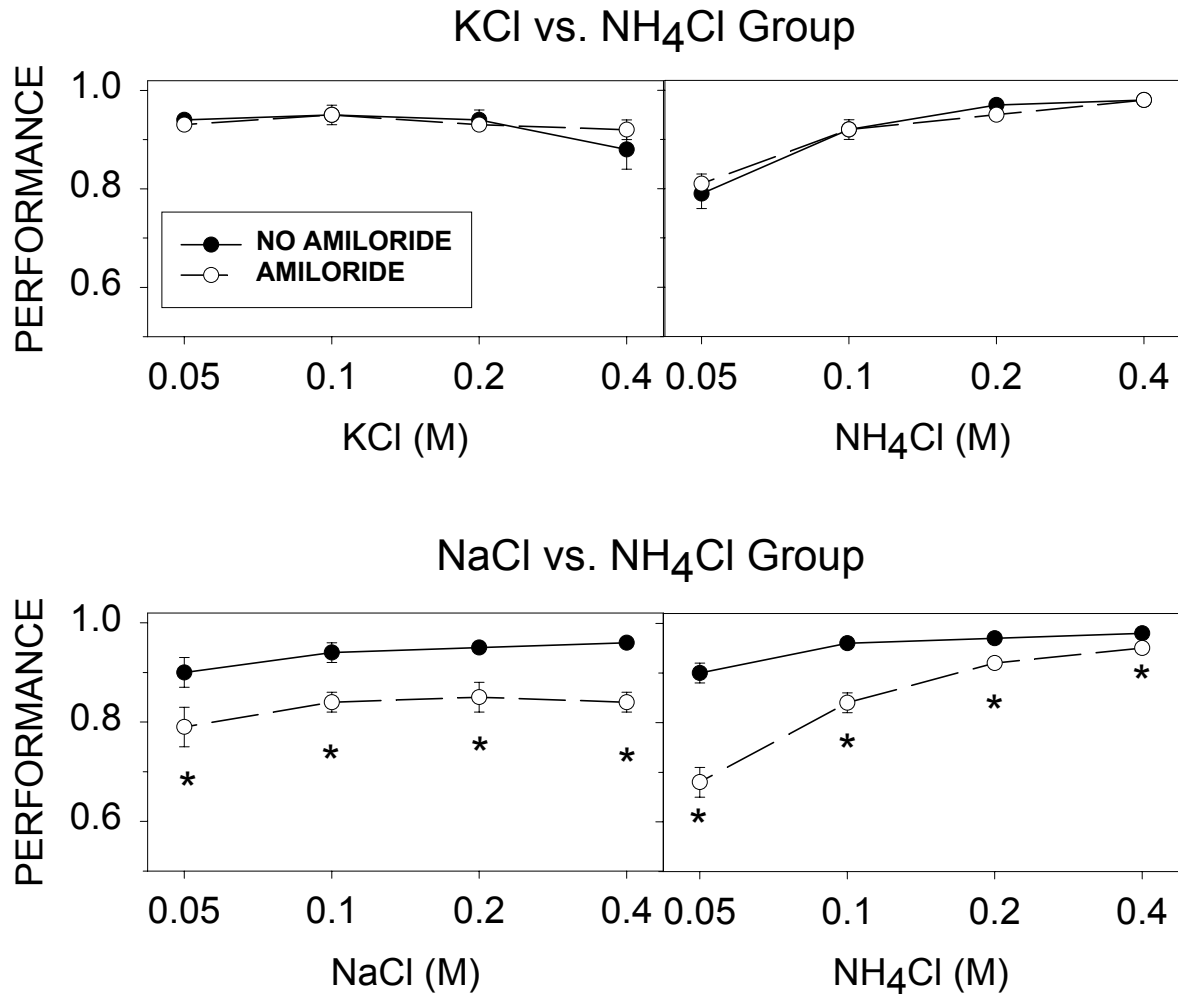 KCl vs. NH4Cl Group
PERFORMANCE
1.0
0.8
0.6
NO AMILORIDE
AMILORIDE
0.05 0.1 0.2 0.4 0.05 0.1 0.2 0.4
KCl (M) NH4Cl (M)
NaCl vs. NH4Cl Group
PERFORMANCE
1.0
0.8
0.6
* * * * * * * *
0.05 0.1 0.2 0.4 0.05 0.1 0.2 0.4
NaCl (M) NH4Cl (M)